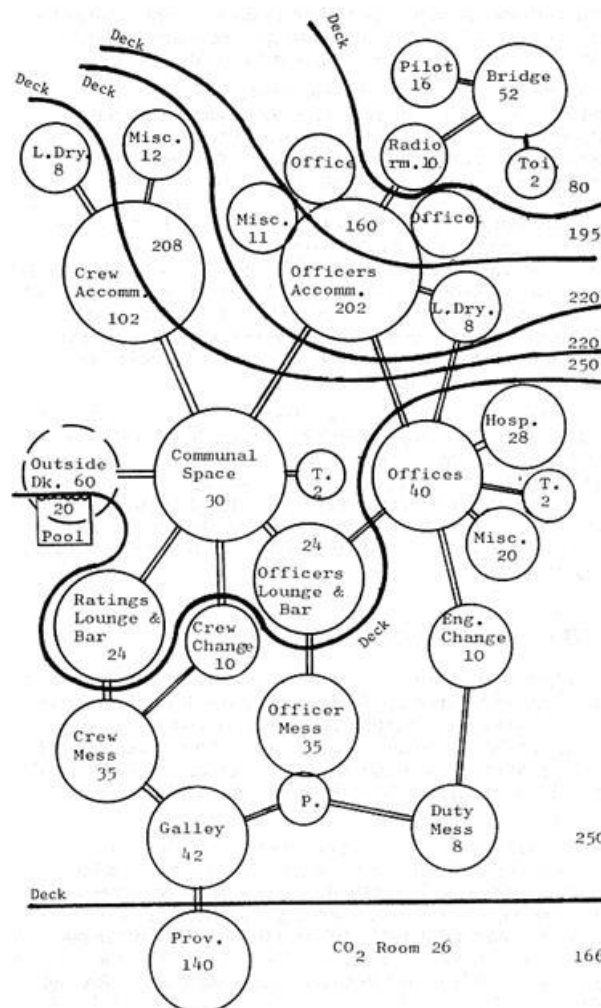 Deck
Deck
Deck
Deck
Pilot
16
Bridge
52
L.Dry.
8
Misc.
12
Office
Radio
rm.10
Toi.
2
80
Misc.
11
160
Office
195
208
Crew
Accomm.
102
Officers
Accomm.
202
L.Dry.
8
220
220
250
Outside
Dk. 60
20
Pool
Communal
Space
30
T.
2
Offices
40
Hosp.
28
T.
2
Misc.
20
24
Officers
Lounge &
Bar
Ratings
Lounge &
Bar
24
Crew
Change
10
Deck
Eng.
Change
10
Crew
Mess
35
Officer
Mess
35
P.
Galley
42
Duty
Mess
8
250
Deck
Prov.
140
CO2 Room 26
166